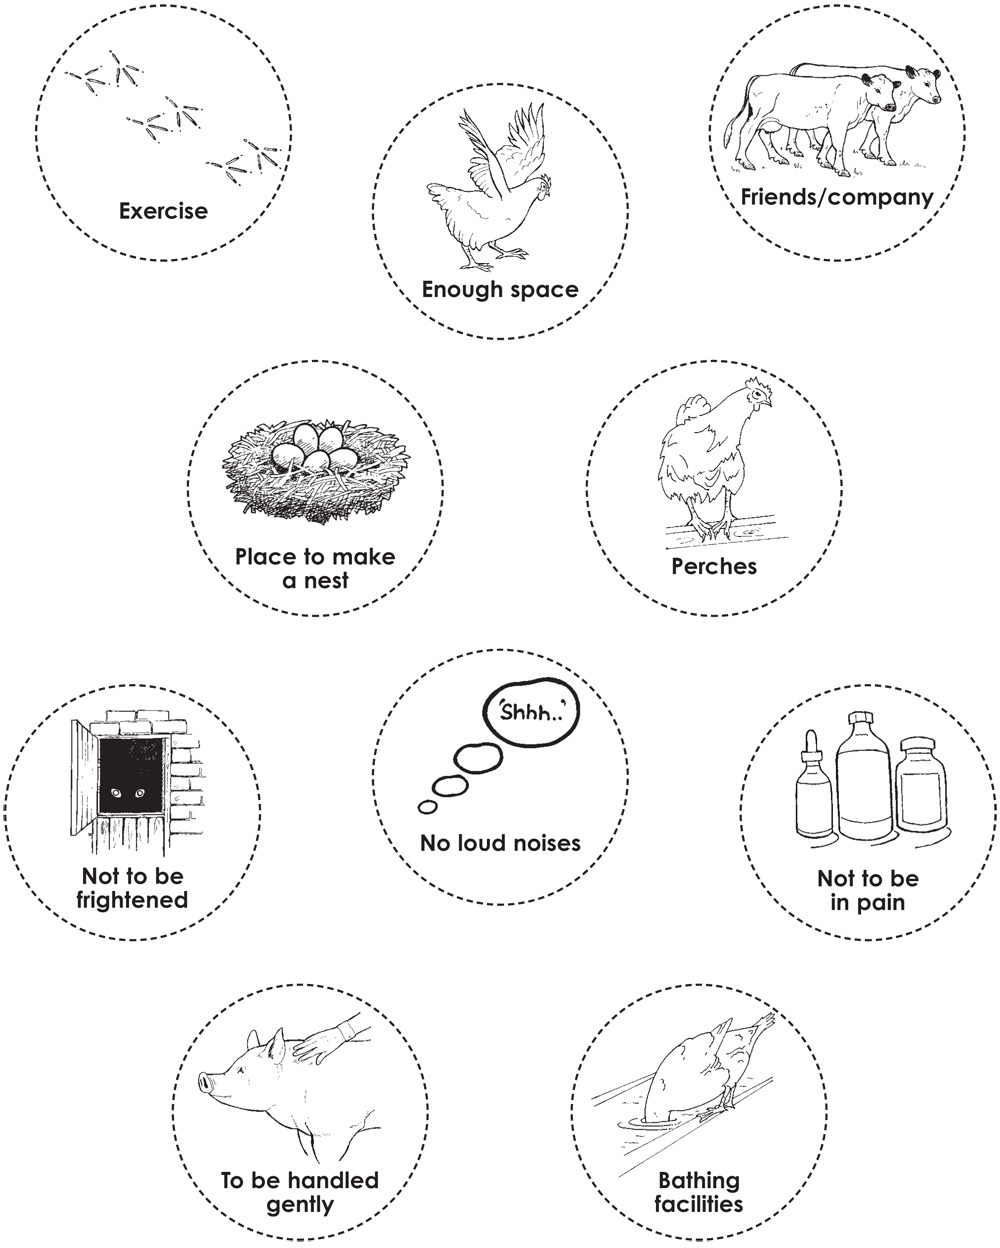 Exercise
Enough space
Friends/company
Place to make
a nest
Perches
Not to be
frightened
'Shhh..'
No loud noises
Not to be
in pain
To be handled
gently
Bathing
facilities